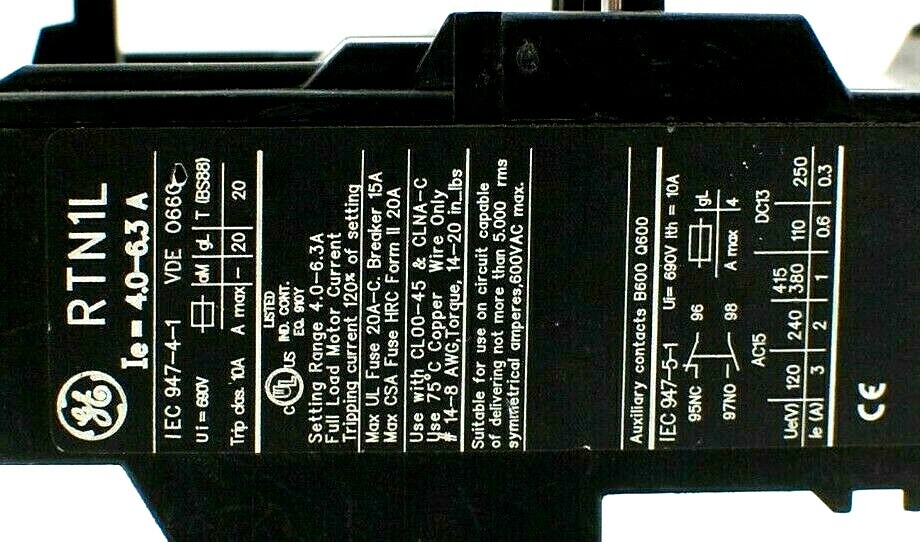 GE RTN1L
Ie = 4.0-6.3 A
IEC 947-4-1 VDE 0660
Ui = 690V aM gL T (BS88)
Trip clas. 10A A max - 20 20
LISTED
C UL US IND. CONT.
EQ. 9D0Y
Setting Range 4.0-6.3A
Full Load Motor Current
Tripping current 120% of setting
Max UL Fuse 20A-C. Breaker 15A
Max CSA Fuse HRC Form II 20A
Use with CL00-45 & CLNA-C
Use 75°C Copper Wire Only
# 14-8 AWG,Torque, 14-20 in_lbs
Suitable for use on circuit capable
of delivering not more than 5.000 rms
symmetrical amperes,600VAC max.
Auxiliary contacts B600 Q600
IEC 947-5-1 Ui= 690V Ith = 10A
95NC 96 gL
97NO 98 A max 4
AC15 DC13
Ue(V) 120 240 415 380 110 250
Ie (A) 3 2 1 0.6 0.3
CE